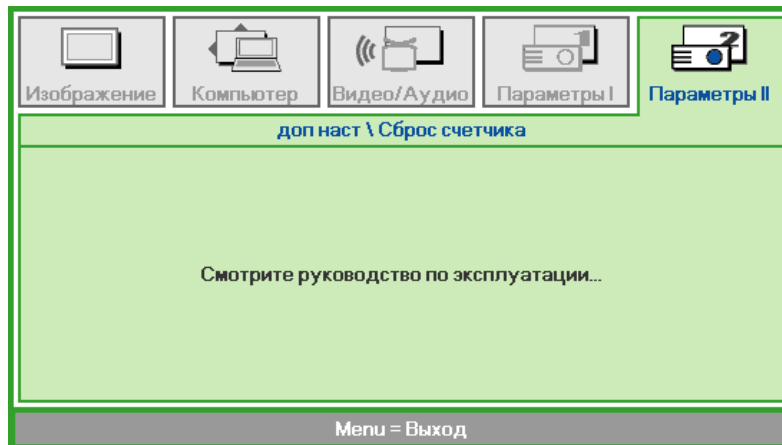 Изображение
Компьютер
Видео/Аудио
Параметры I
Параметры II
доп наст \ Сброс счетчика
Смотрите руководство по эксплуатации...
Menu = Выход